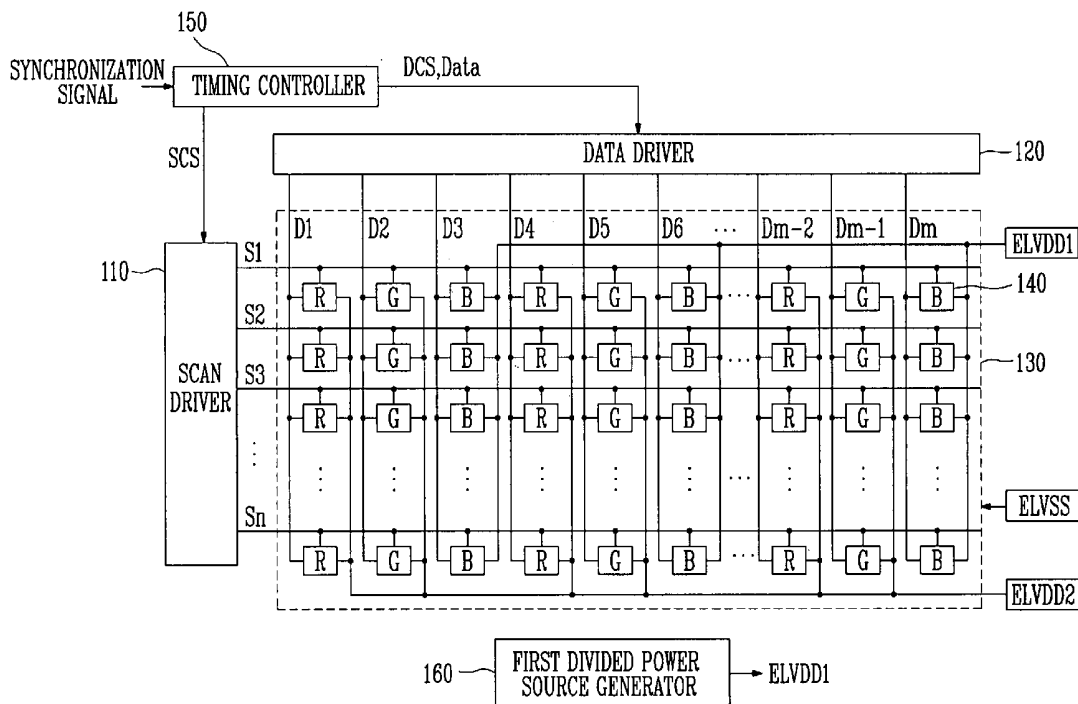 150
SYNCHRONIZATION
SIGNAL
TIMING CONTROLLER
DCS,Data
SCS
DATA DRIVER
120
D1 D2 D3 D4 D5 D6 ... Dm-2 Dm-1 Dm
ELVDD1
110
S1
R G B R G B ... R G B
140
S2
R G B R G B ... R G B
130
SCAN
DRIVER
S3
R G B R G B ... R G B
Sn
ELVSS
R G B R G B ... R G B
ELVDD2
160
FIRST DIVIDED POWER
SOURCE GENERATOR
ELVDD1